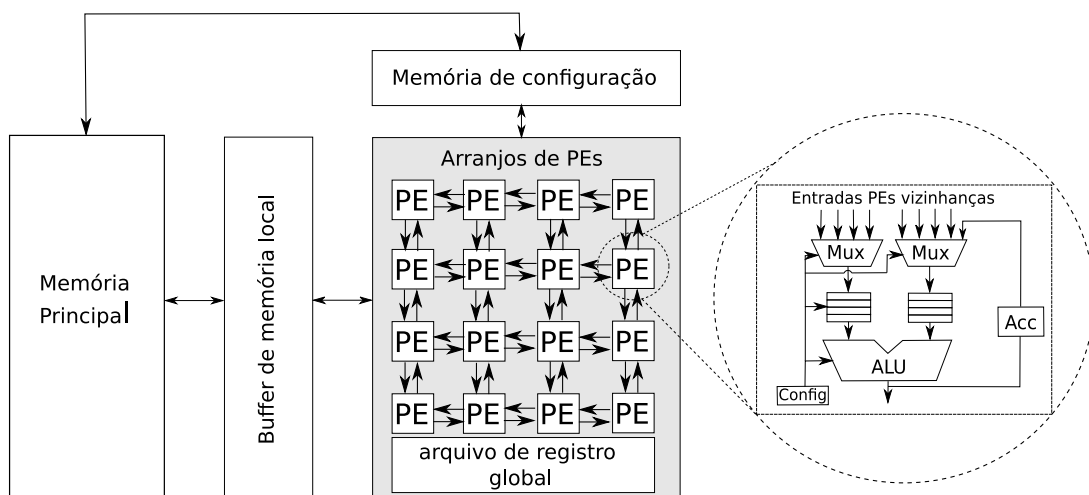 Memória de configuração
Memória
Principal
Buffer de memória local
Arranjos de PEs
PE PE PE PE
PE PE PE PE
PE PE PE PE
PE PE PE PE
arquivo de registro
global
Entradas PEs vizinhanças
Mux Mux
Acc
ALU
Config